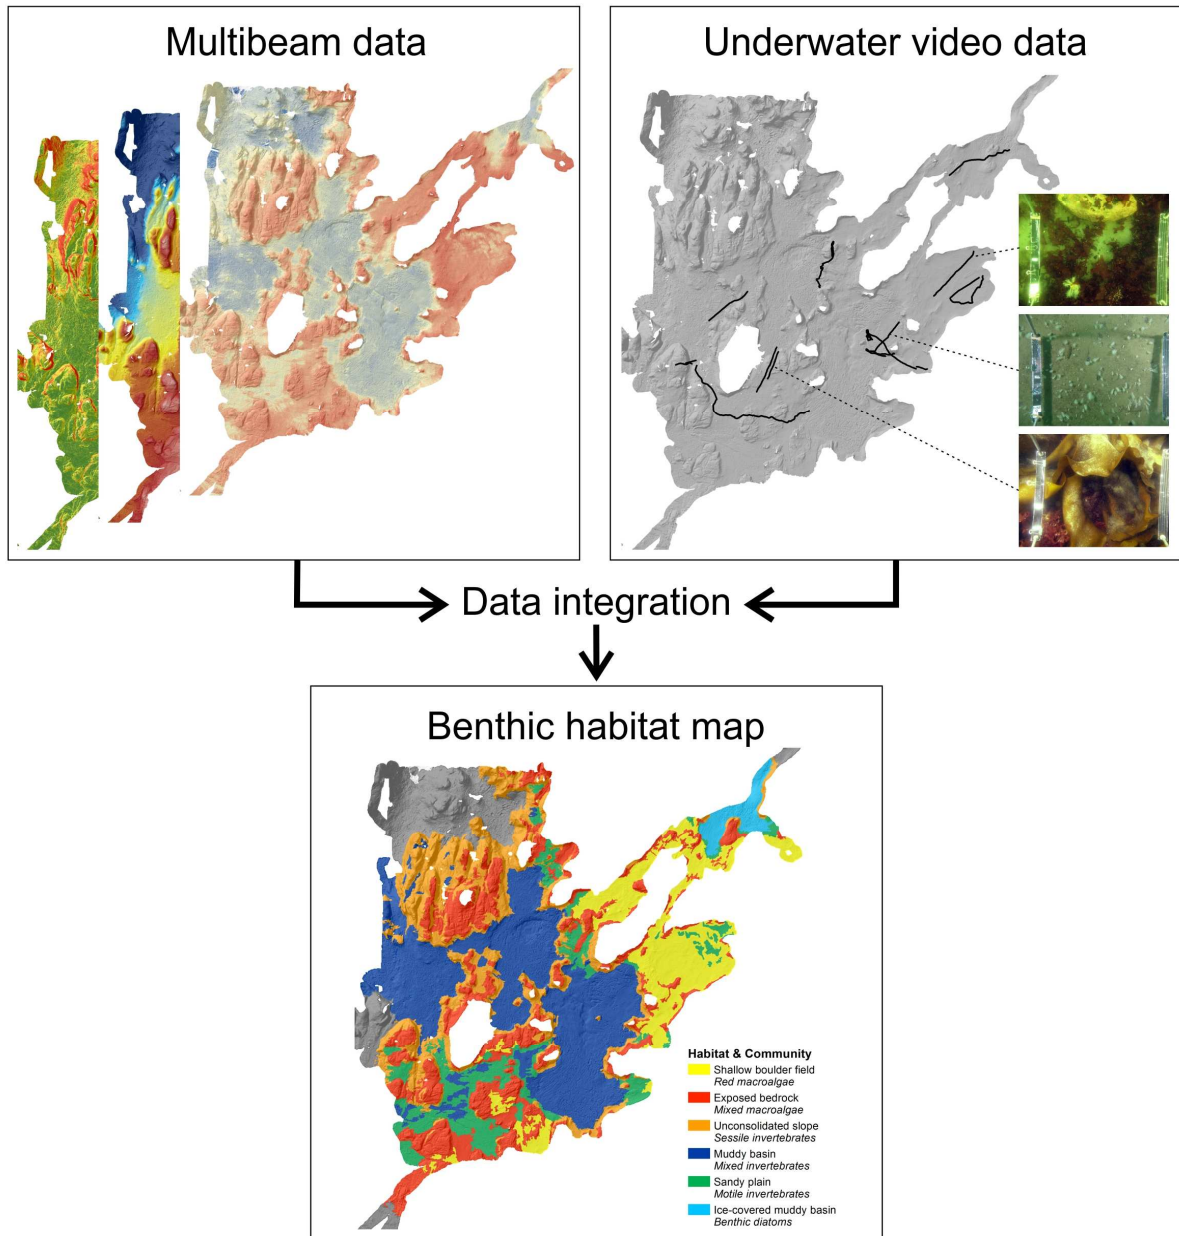 Multibeam data
Underwater video data
Data integration
Benthic habitat map
Habitat & Community
Shallow boulder field
Red macroalgae
Exposed bedrock
Mixed macroalgae
Unconsolidated slope
Sessile invertebrates
Muddy basin
Mixed invertebrates
Sandy plain
Motile invertebrates
Ice-covered muddy basin
Benthic diatoms